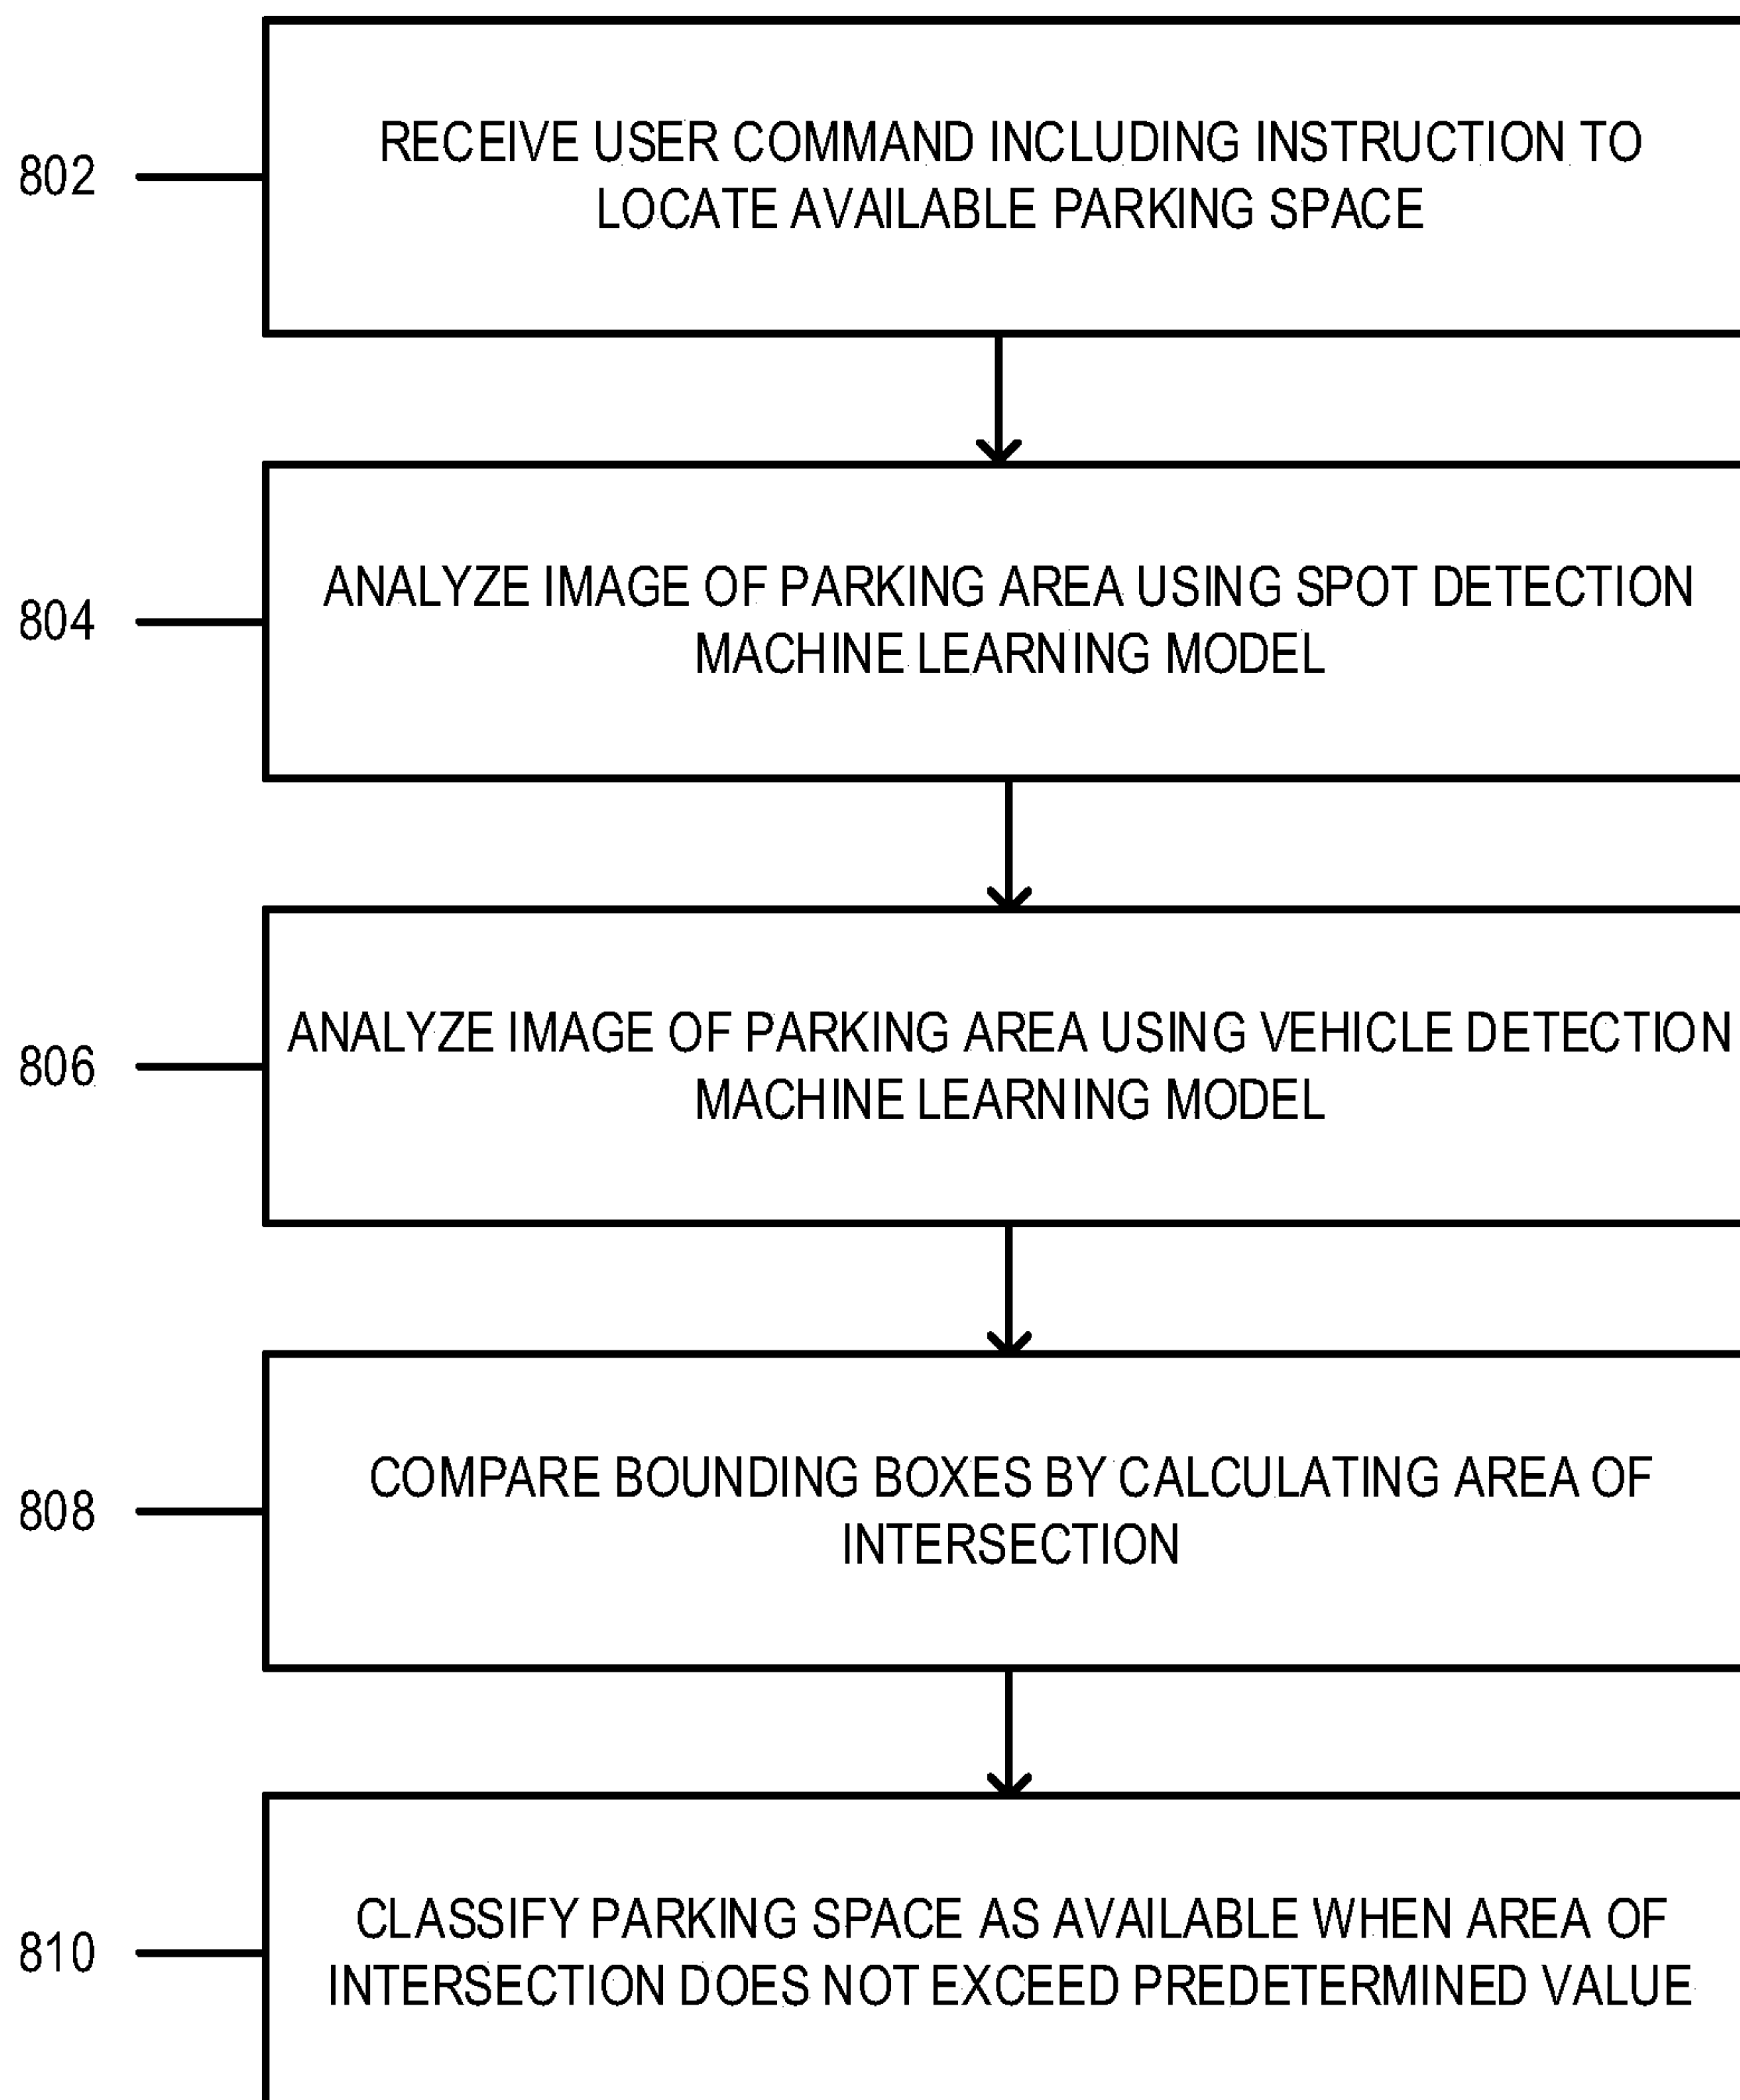 802
RECEIVE USER COMMAND INCLUDING INSTRUCTION TO
LOCATE AVAILABLE PARKING SPACE
804
ANALYZE IMAGE OF PARKING AREA USING SPOT DETECTION
MACHINE LEARNING MODEL
806
ANALYZE IMAGE OF PARKING AREA USING VEHICLE DETECTION
MACHINE LEARNING MODEL
808
COMPARE BOUNDING BOXES BY CALCULATING AREA OF
INTERSECTION
810
CLASSIFY PARKING SPACE AS AVAILABLE WHEN AREA OF
INTERSECTION DOES NOT EXCEED PREDETERMINED VALUE